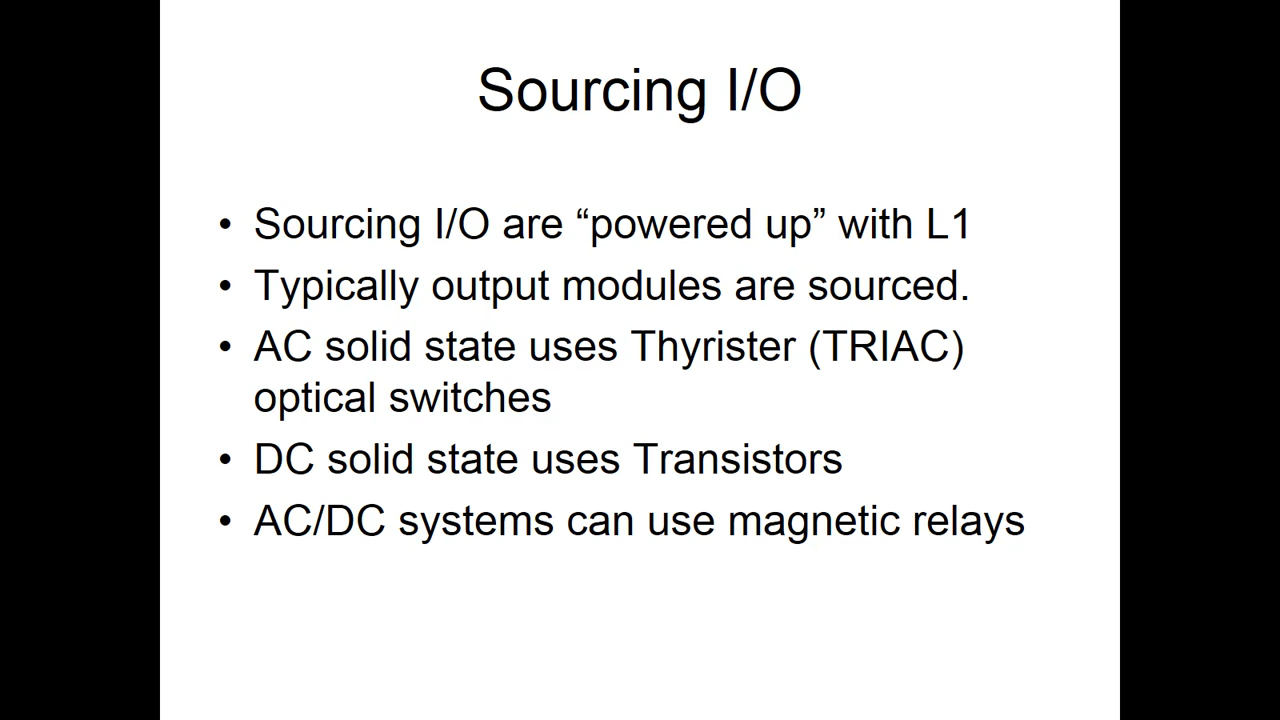 Sourcing I/O
• Sourcing I/O are “powered up” with L1
• Typically output modules are sourced.
• AC solid state uses Thyrister (TRIAC)
optical switches
• DC solid state uses Transistors
• AC/DC systems can use magnetic relays